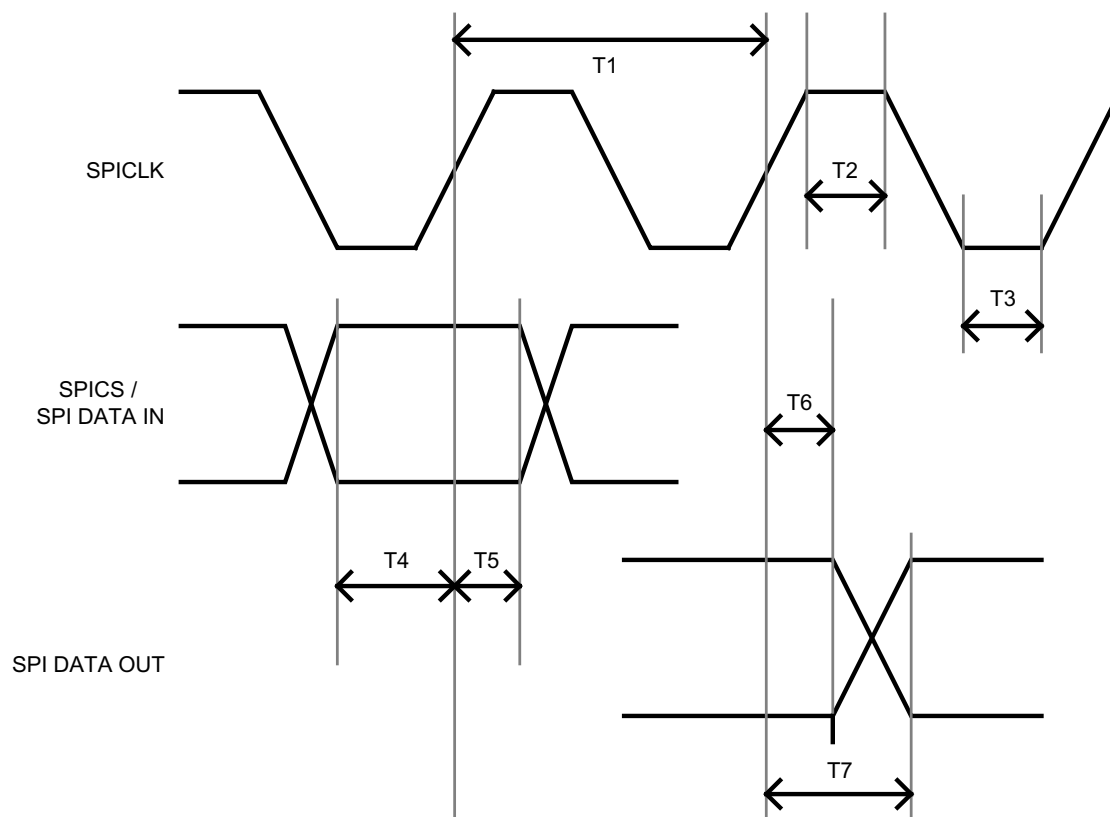 T1
SPICLK
T2
T3
SPICS /
SPI DATA IN
T6
T4
T5
SPI DATA OUT
T7